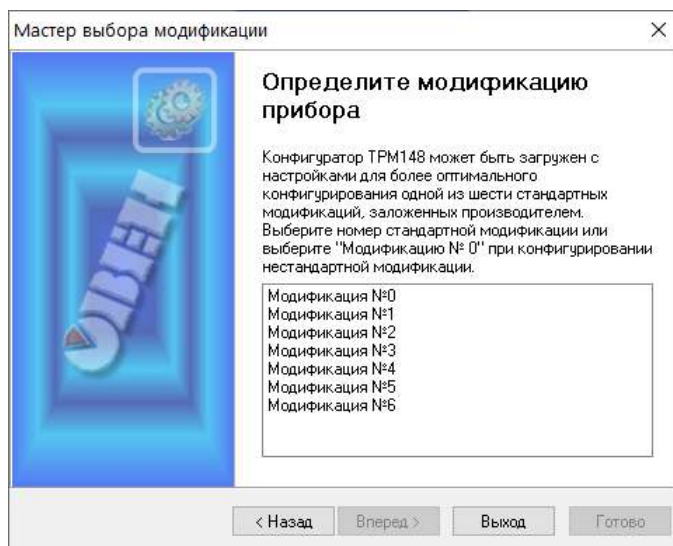 Мастер выбора модификации
Определите модификацию
прибора
Конфигуратор ТРМ148 может быть загружен с
настройками для более оптимального
конфигурирования одной из шести стандартных
модификаций, заложенных производителем.
Выберите номер стандартной модификации или
выберите "Модификацию № 0" при конфигурировании
нестандартной модификации.
Модификация №0
Модификация №1
Модификация №2
Модификация №3
Модификация №4
Модификация №5
Модификация №6
ОВЕН
< Назад
Вперед >
Выход
Готово